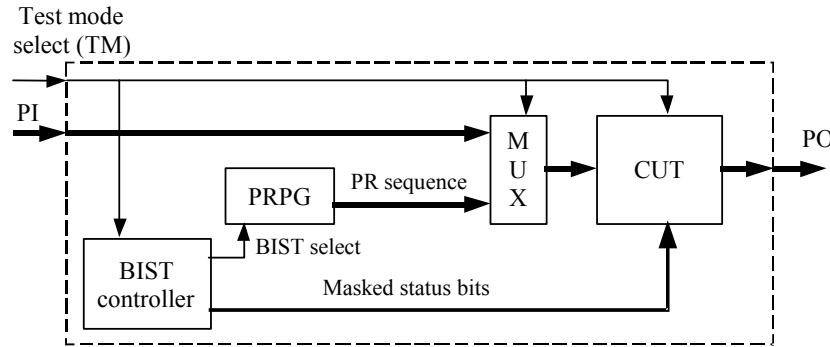 Test mode
select (TM)
PI
M
U
X
CUT
PO
PRPG
PR sequence
BIST select
BIST
controller
Masked status bits